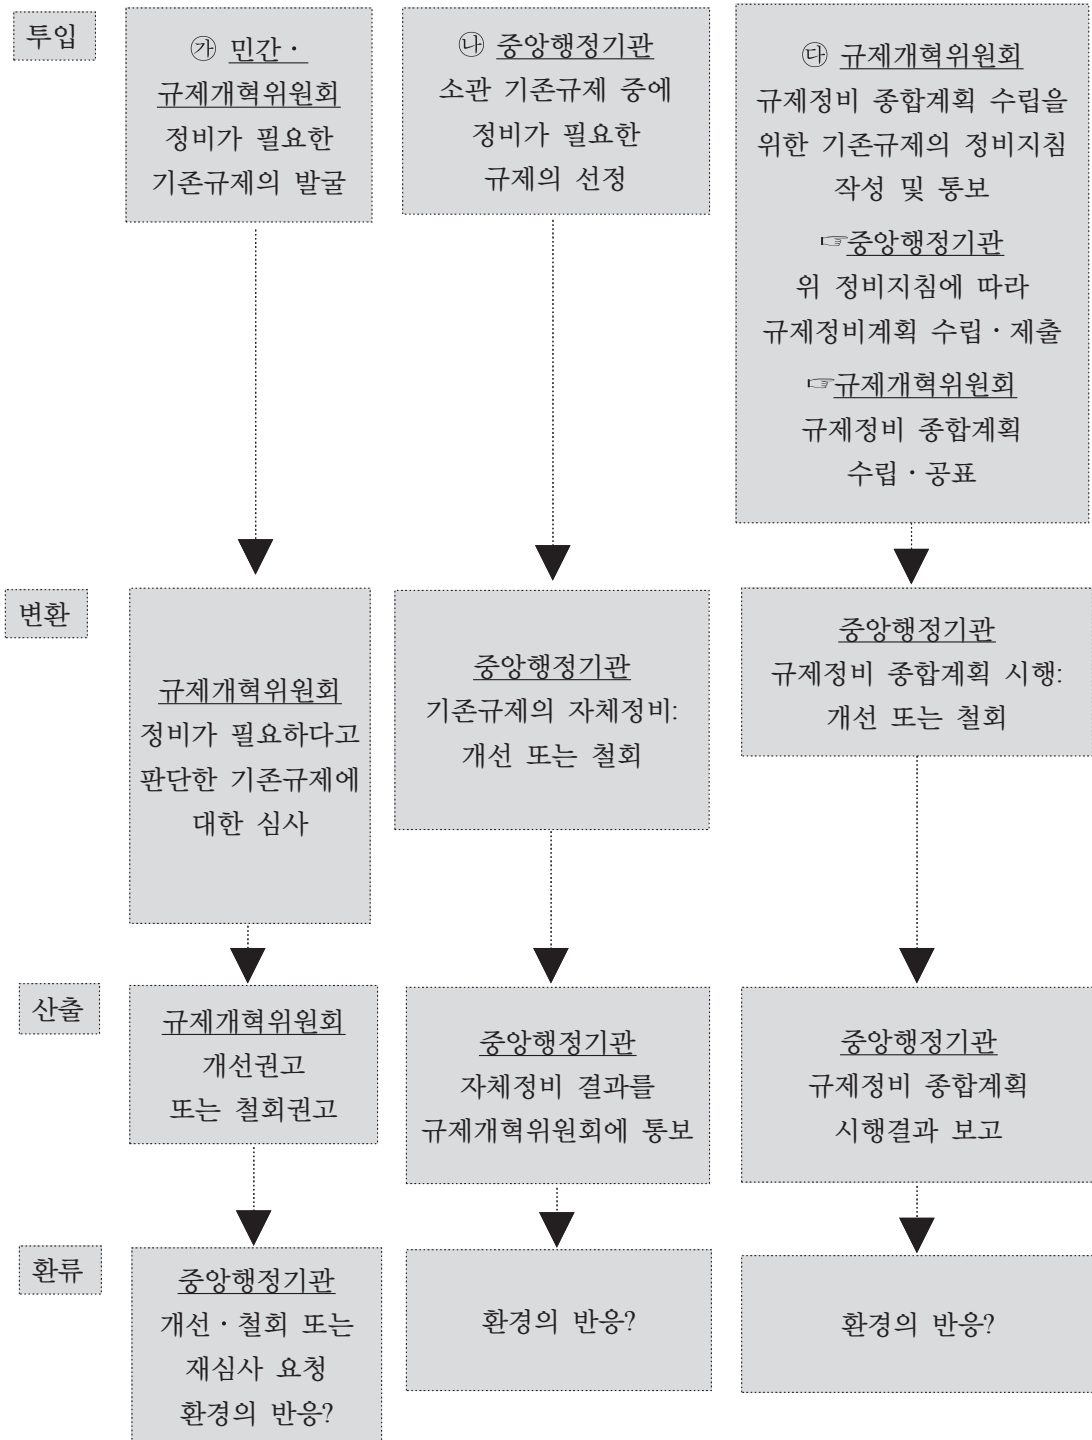 투입
㉮ 민간·
규제개혁위원회
정비가 필요한
기존규제의 발굴
㉯ 중앙행정기관
소관 기존규제 중에
정비가 필요한
규제의 선정
㉰ 규제개혁위원회
규제정비 종합계획 수립을
위한 기존규제의 정비지침
작성 및 통보
☞중앙행정기관
위 정비지침에 따라
규제정비계획 수립·제출
☞규제개혁위원회
규제정비 종합계획
수립·공표
변환
규제개혁위원회
정비가 필요하다고
판단한 기존규제에
대한 심사
중앙행정기관
기존규제의 자체정비:
개선 또는 철회
중앙행정기관
규제정비 종합계획 시행:
개선 또는 철회
산출
규제개혁위원회
개선권고
또는 철회권고
중앙행정기관
자체정비 결과를
규제개혁위원회에 통보
중앙행정기관
규제정비 종합계획
시행결과 보고
환류
중앙행정기관
개선·철회 또는
재심사 요청
환경의 반응?
환경의 반응?
환경의 반응?